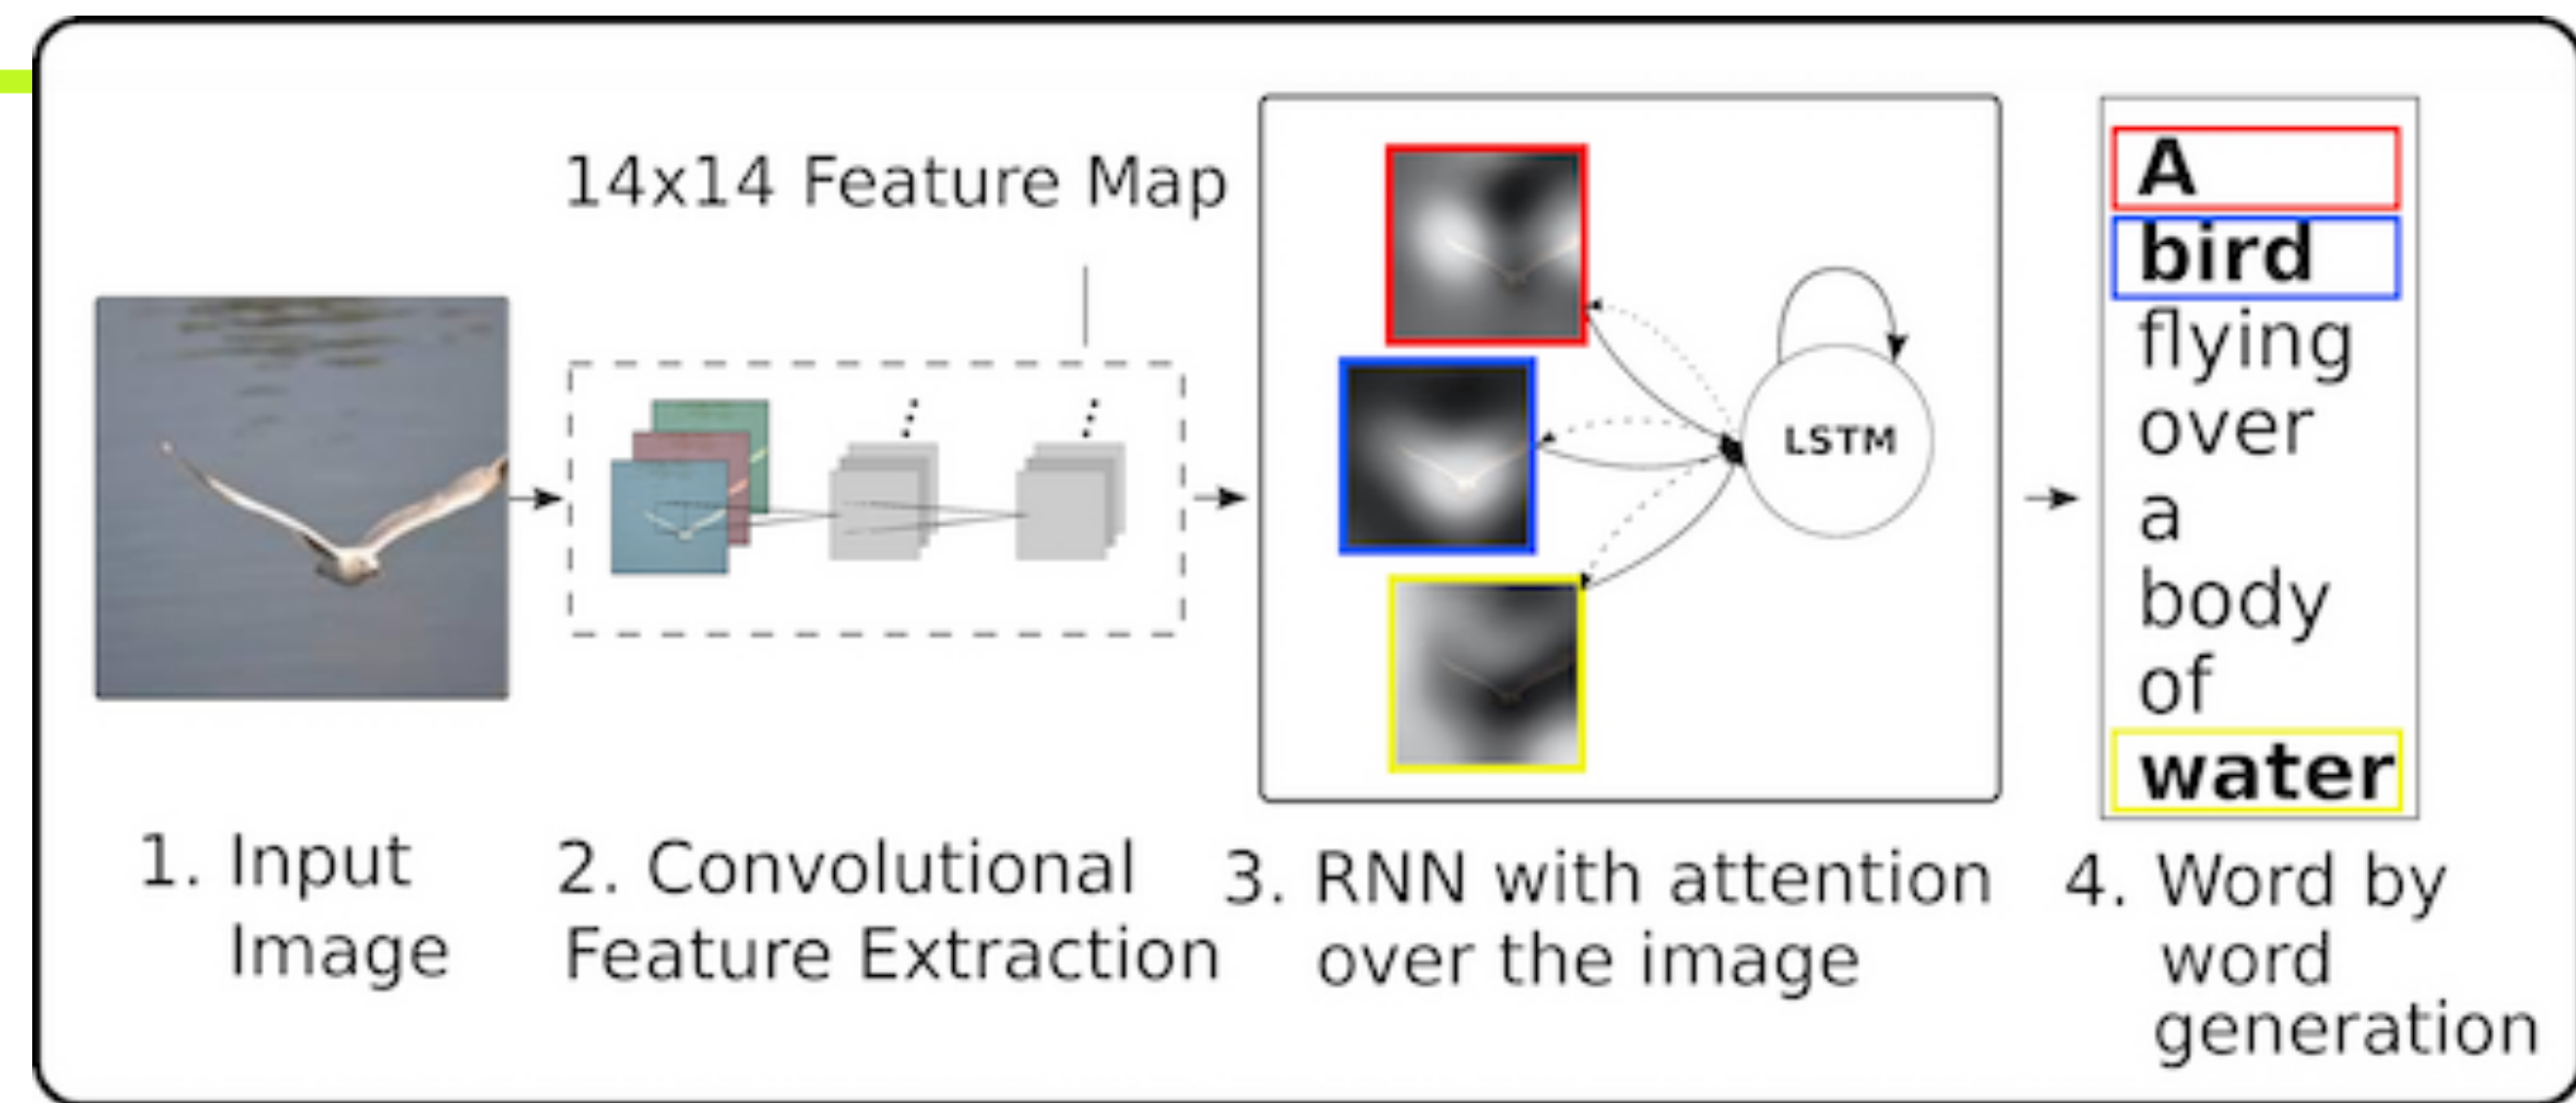 14x14 Feature Map
LSTM
A
bird
flying
over
a
body
of
water
1. Input
Image
2. Convolutional
Feature Extraction
3. RNN with attention
over the image
4. Word by
word
generation